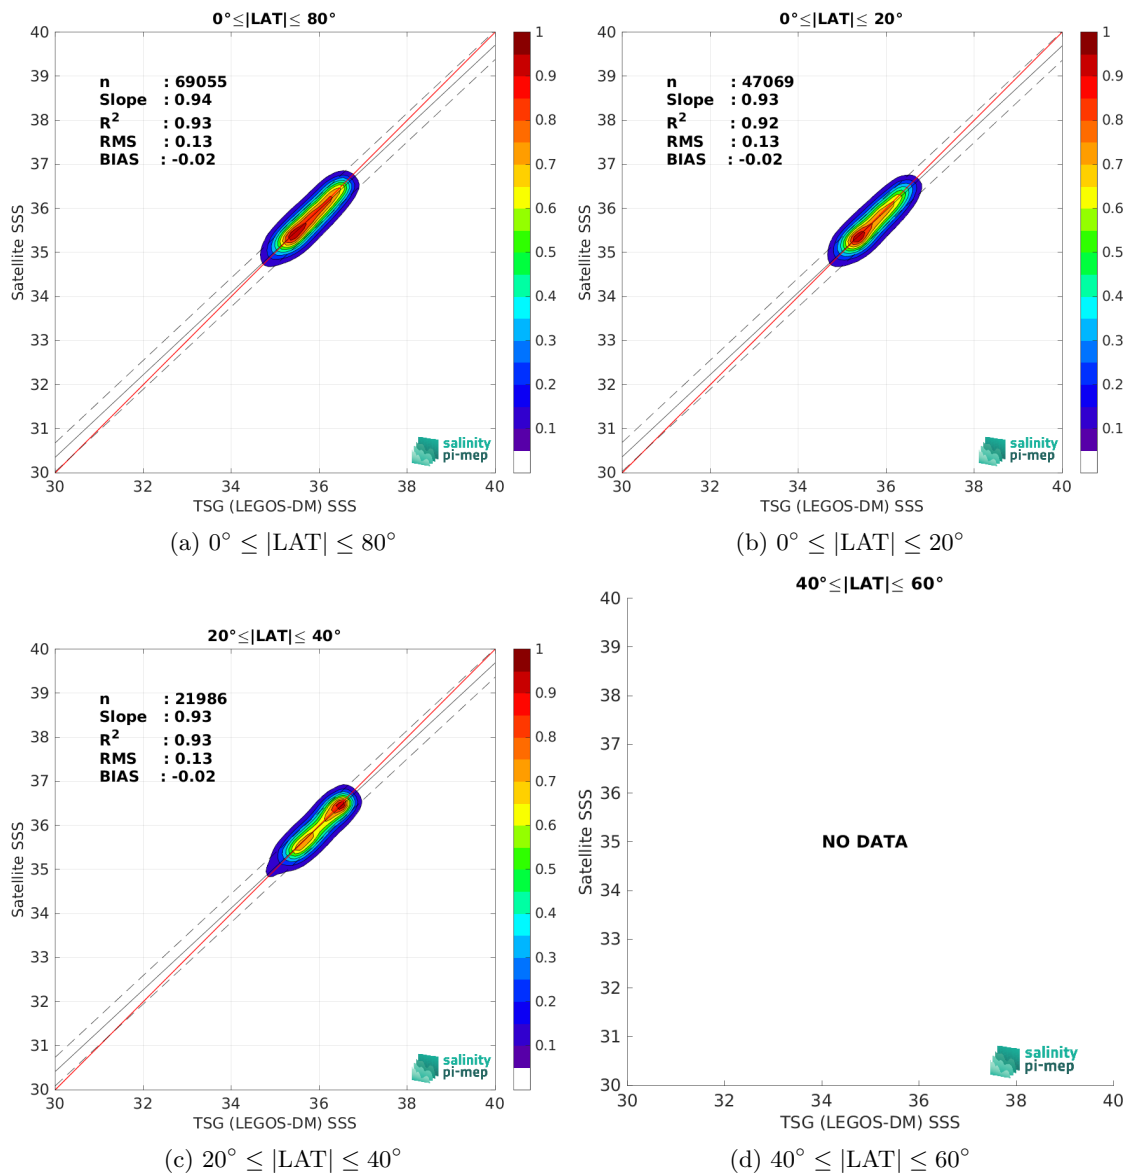 0°≤|LAT|≤ 80°
40
39
38
37
36
35
34
33
32
31
30
Satellite SSS
n : 69055
Slope : 0.94
R² : 0.93
RMS : 0.13
BIAS : -0.02
salinity
pi-mep
30 32 34 36 38 40
TSG (LEGOS-DM) SSS
1
0.9
0.8
0.7
0.6
0.5
0.4
0.3
0.2
0.1
(a) 0° ≤ |LAT| ≤ 80°
0°≤|LAT|≤ 20°
40
39
38
37
36
35
34
33
32
31
30
Satellite SSS
n : 47069
Slope : 0.93
R² : 0.92
RMS : 0.13
BIAS : -0.02
salinity
pi-mep
30 32 34 36 38 40
TSG (LEGOS-DM) SSS
1
0.9
0.8
0.7
0.6
0.5
0.4
0.3
0.2
0.1
(b) 0° ≤ |LAT| ≤ 20°
20°≤|LAT|≤ 40°
40
39
38
37
36
35
34
33
32
31
30
Satellite SSS
n : 21986
Slope : 0.93
R² : 0.93
RMS : 0.13
BIAS : -0.02
salinity
pi-mep
30 32 34 36 38 40
TSG (LEGOS-DM) SSS
1
0.9
0.8
0.7
0.6
0.5
0.4
0.3
0.2
0.1
(c) 20° ≤ |LAT| ≤ 40°
40°≤|LAT|≤ 60°
40
39
38
37
36
35
34
33
32
31
30
Satellite SSS
NO DATA
salinity
pi-mep
30 32 34 36 38 40
TSG (LEGOS-DM) SSS
(d) 40° ≤ |LAT| ≤ 60°